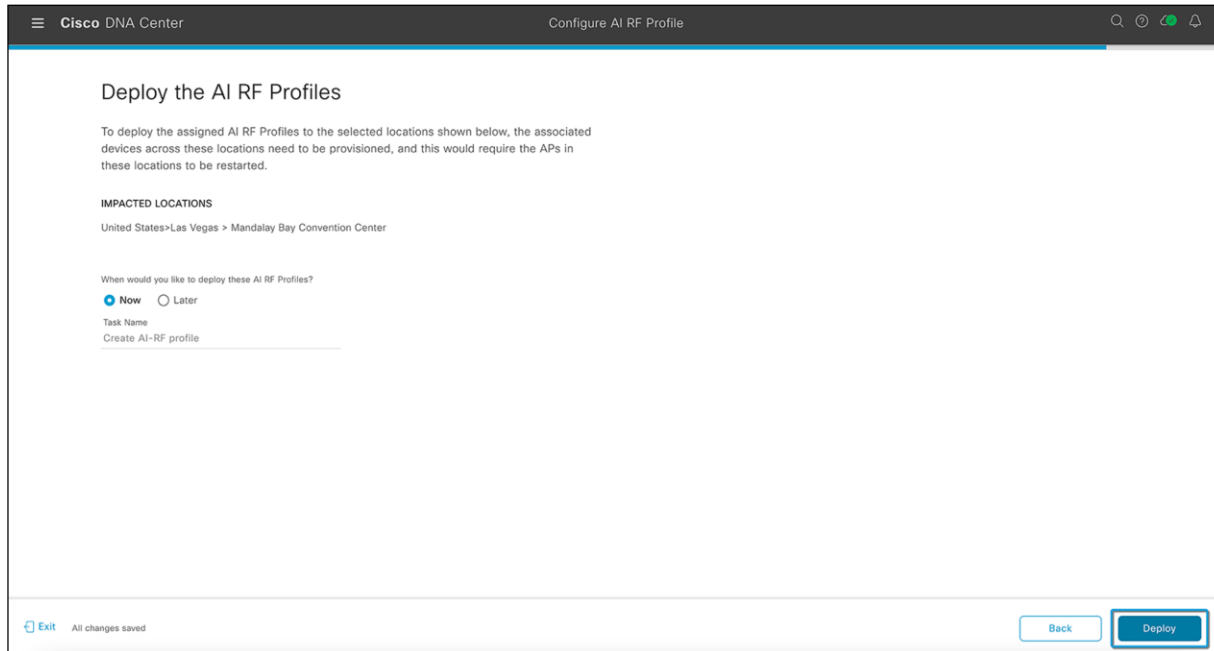 Cisco DNA Center
Configure AI RF Profile
Deploy the AI RF Profiles
To deploy the assigned AI RF Profiles to the selected locations shown below, the associated
devices across these locations need to be provisioned, and this would require the APs in
these locations to be restarted.
IMPACTED LOCATIONS
United States>Las Vegas > Mandalay Bay Convention Center
When would you like to deploy these AI RF Profiles?
Now Later
Task Name
Create AI-RF profile
Exit All changes saved
Back Deploy